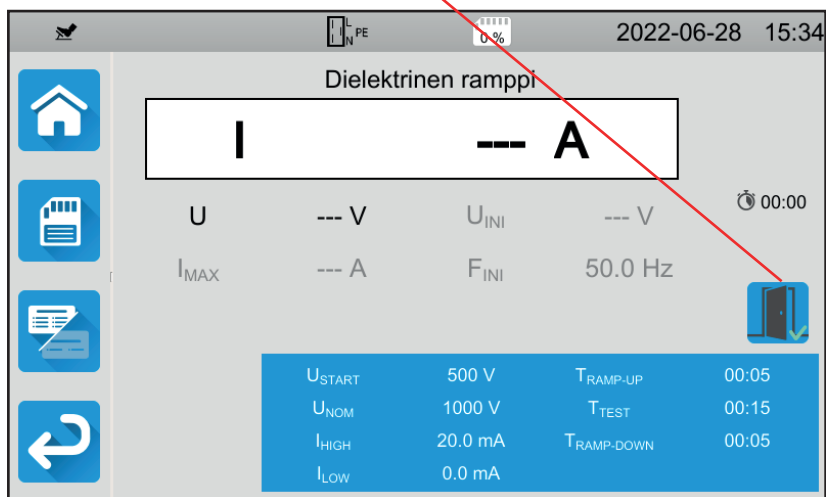 L N PE 0 % 2022-06-28 15:34
Dielektrinen ramppi
I --- A
00:00
U --- V UINI --- V
IMAX --- A FINI 50.0 Hz
USTART 500 V TRAMP-UP 00:05
UNOM 1000 V TTEST 00:15
IHIGH 20.0 mA TRAMP-DOWN 00:05
ILOW 0.0 mA